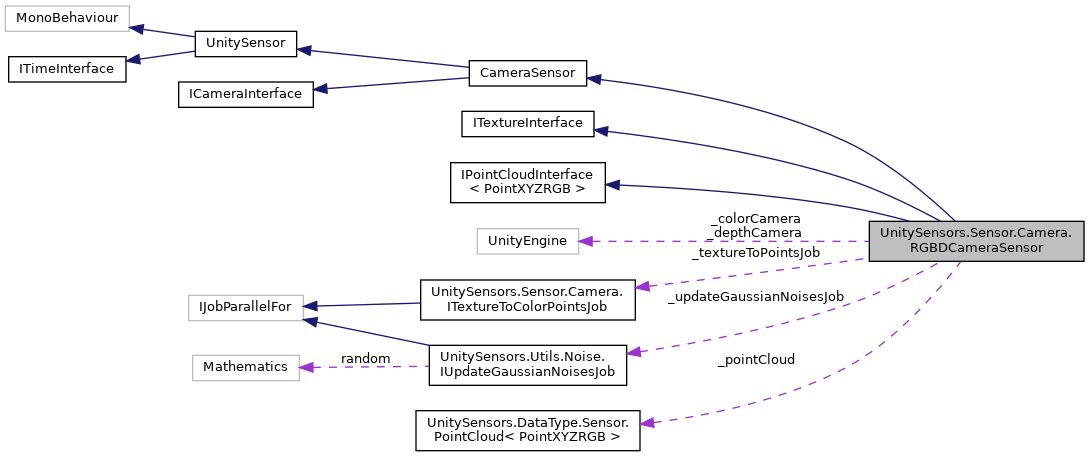 MonoBehaviour
UnitySensor
ITimeInterface
CameraSensor
ICameraInterface
ITextureInterface
IPointCloudInterface
< PointXYZRGB >
_colorCamera
_depthCamera
UnityEngine
UnitySensors.Sensor.Camera.
RGBDCameraSensor
_textureToPointsJob
UnitySensors.Sensor.Camera.
ITextureToColorPointsJob
_updateGaussianNoisesJob
IJobParallelFor
UnitySensors.Utils.Noise.
IUpdateGaussianNoisesJob
random
Mathematics
_pointCloud
UnitySensors.DataType.Sensor.
PointCloud< PointXYZRGB >